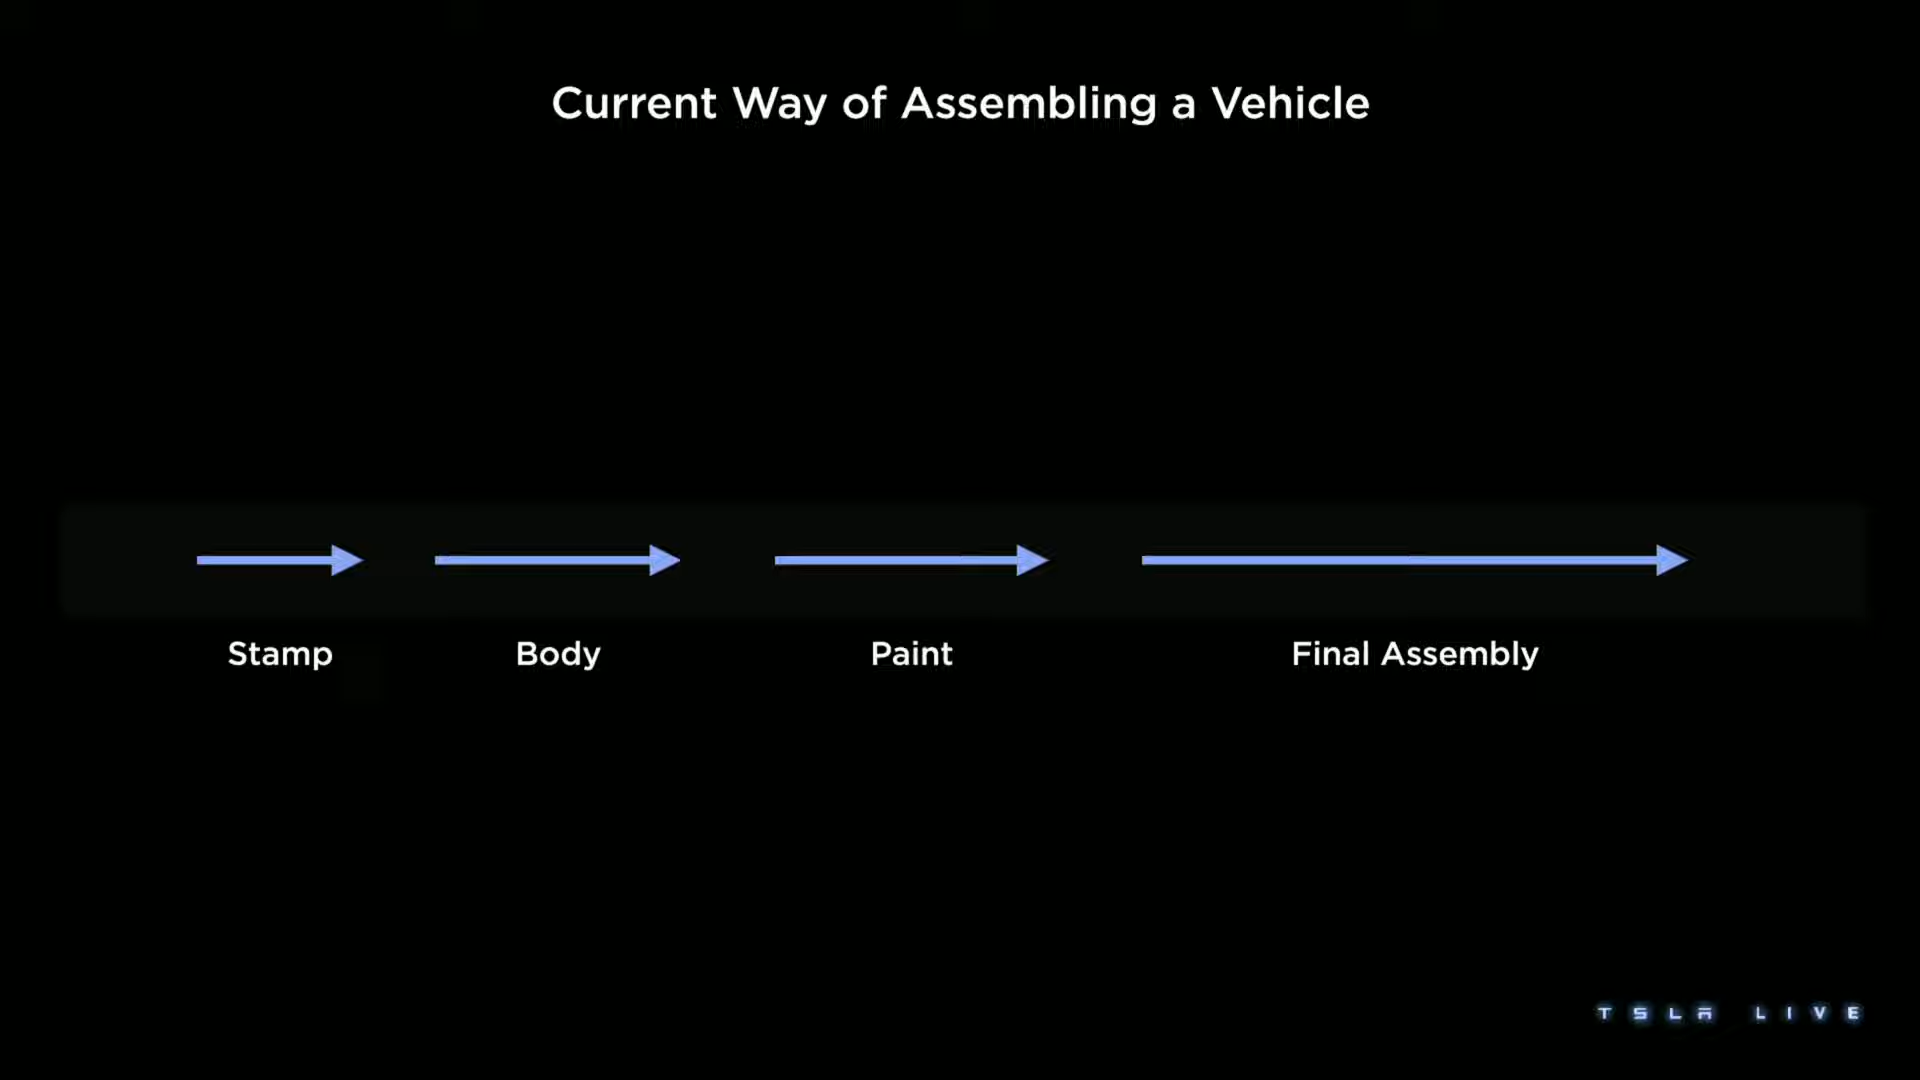 Current Way of Assembling a Vehicle
Stamp
Body
Paint
Final Assembly
TSLA LIVE